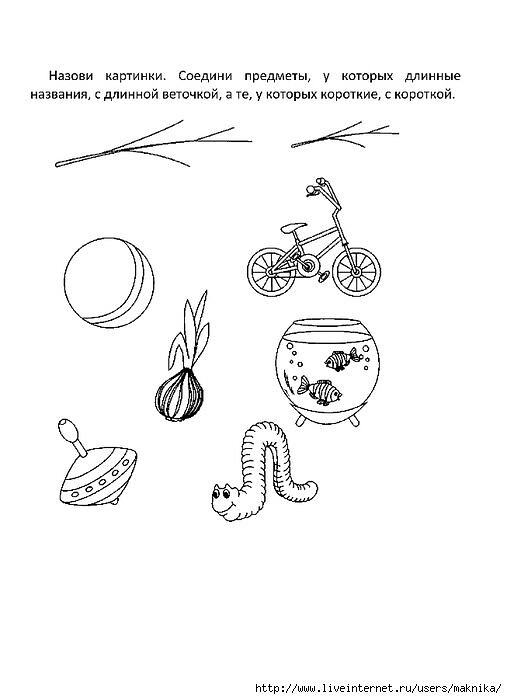 Назови картинки. Соедини предметы, у которых длинные
названия, с длинной веточкой, а те, у которых короткие, с короткой.
http://www.liveinternet.ru/users/maknika/